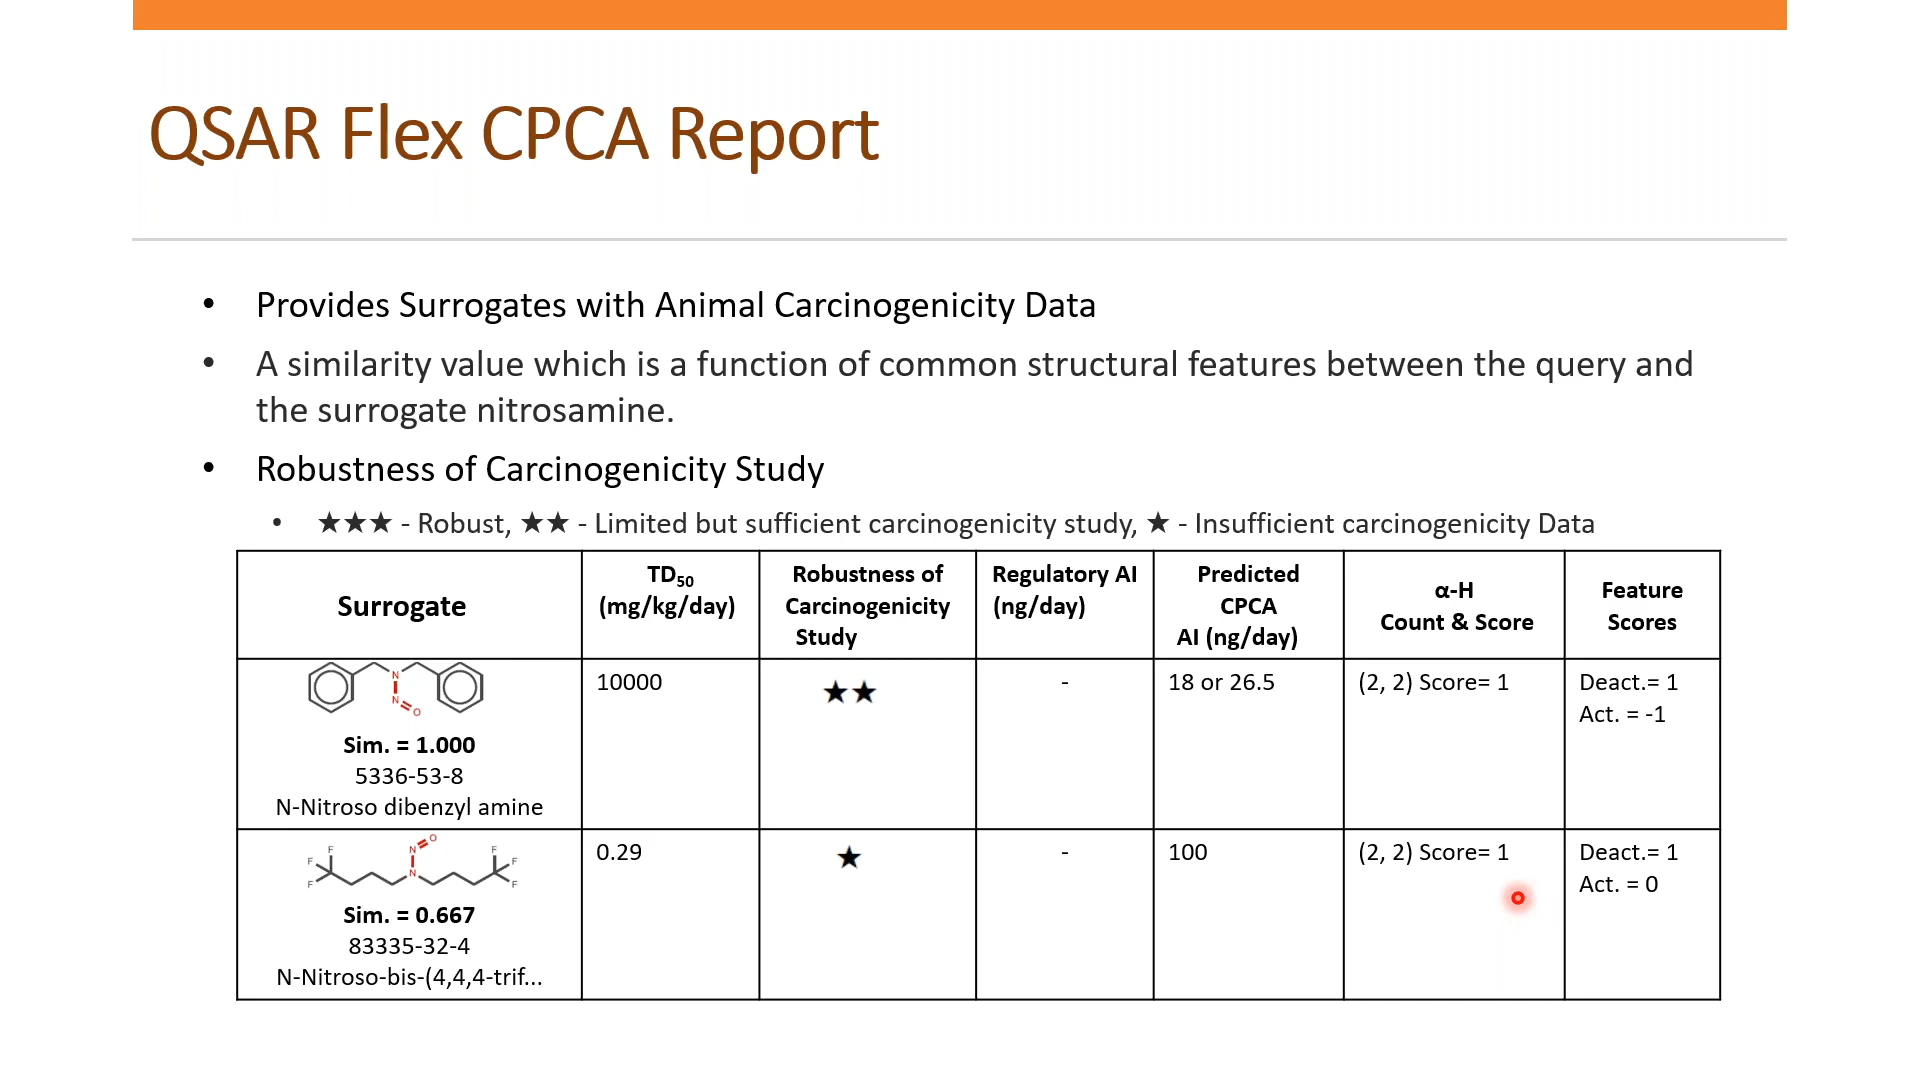 QSAR Flex CPCA Report
• Provides Surrogates with Animal Carcinogenicity Data
• A similarity value which is a function of common structural features between the query and
the surrogate nitrosamine.
• Robustness of Carcinogenicity Study
• ★★★ - Robust, ★★ - Limited but sufficient carcinogenicity study, ★ - Insufficient carcinogenicity Data
Surrogate
TD50
(mg/kg/day)
Robustness of
Carcinogenicity
Study
Regulatory AI
(ng/day)
Predicted
CPCA
AI (ng/day)
α-H
Count & Score
Feature
Scores
N
N
O
Sim. = 1.000
5336-53-8
N-Nitroso dibenzyl amine
10000
★★
-
18 or 26.5
(2, 2) Score= 1
Deact.= 1
Act. = -1
O
N
N
F
F
F
F
F
F
Sim. = 0.667
83335-32-4
N-Nitroso-bis-(4,4,4-trif...
0.29
★
-
100
(2, 2) Score= 1
Deact.= 1
Act. = 0